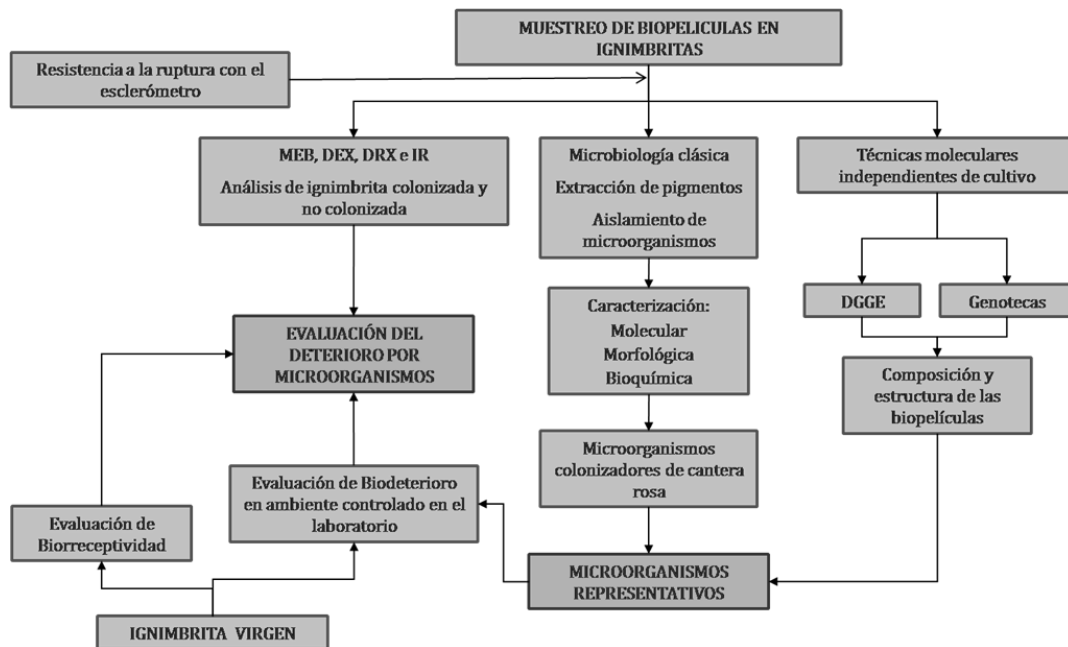 MUESTREO DE BIOPELICULAS EN
IGNIMBRITAS
Resistencia a la ruptura con el
esclerómetro
MEB, DEX, DRX e IR
Análisis de ignimbrita colonizada y
no colonizada
Microbiología clásica
Extracción de pigmentos
Aislamiento de
microorganismos
Técnicas moleculares
independientes de cultivo
DGGE
Genotecas
Caracterización:
Molecular
Morfológica
Bioquímica
EVALUACIÓN DEL
DETERIORO POR
MICROORGANISMOS
Composición y
estructura de las
biopelículas
Microorganismos
colonizadores de cantera
rosa
Evaluación de Biodeterioro
en ambiente controlado en el
laboratorio
Evaluación de
Biorreceptividad
MICROORGANISMOS
REPRESENTATIVOS
IGNIMBRITA VIRGEN